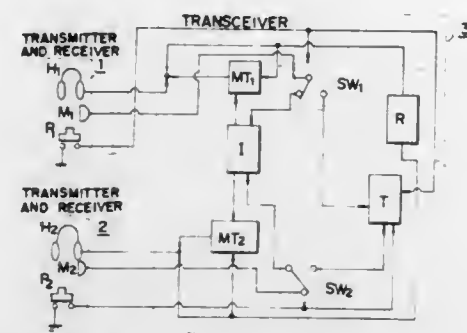 TRANSCEIVER
3
TRANSMITTER
AND RECEIVER
1
H1
M1
P1
MT1
SW1
R
I
T
TRANSMITTER
AND RECEIVER
2
H2
M2
P2
MT2
SW2